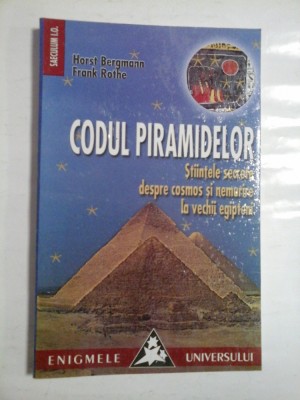 SAECULUM I.O.
Horst Bergmann
Frank Rothe
CODUL PIRAMIDELOR
Științele secrete
despre cosmos și nemurire
la vechii egipteni
ENIGMELE UNIVERSULUI